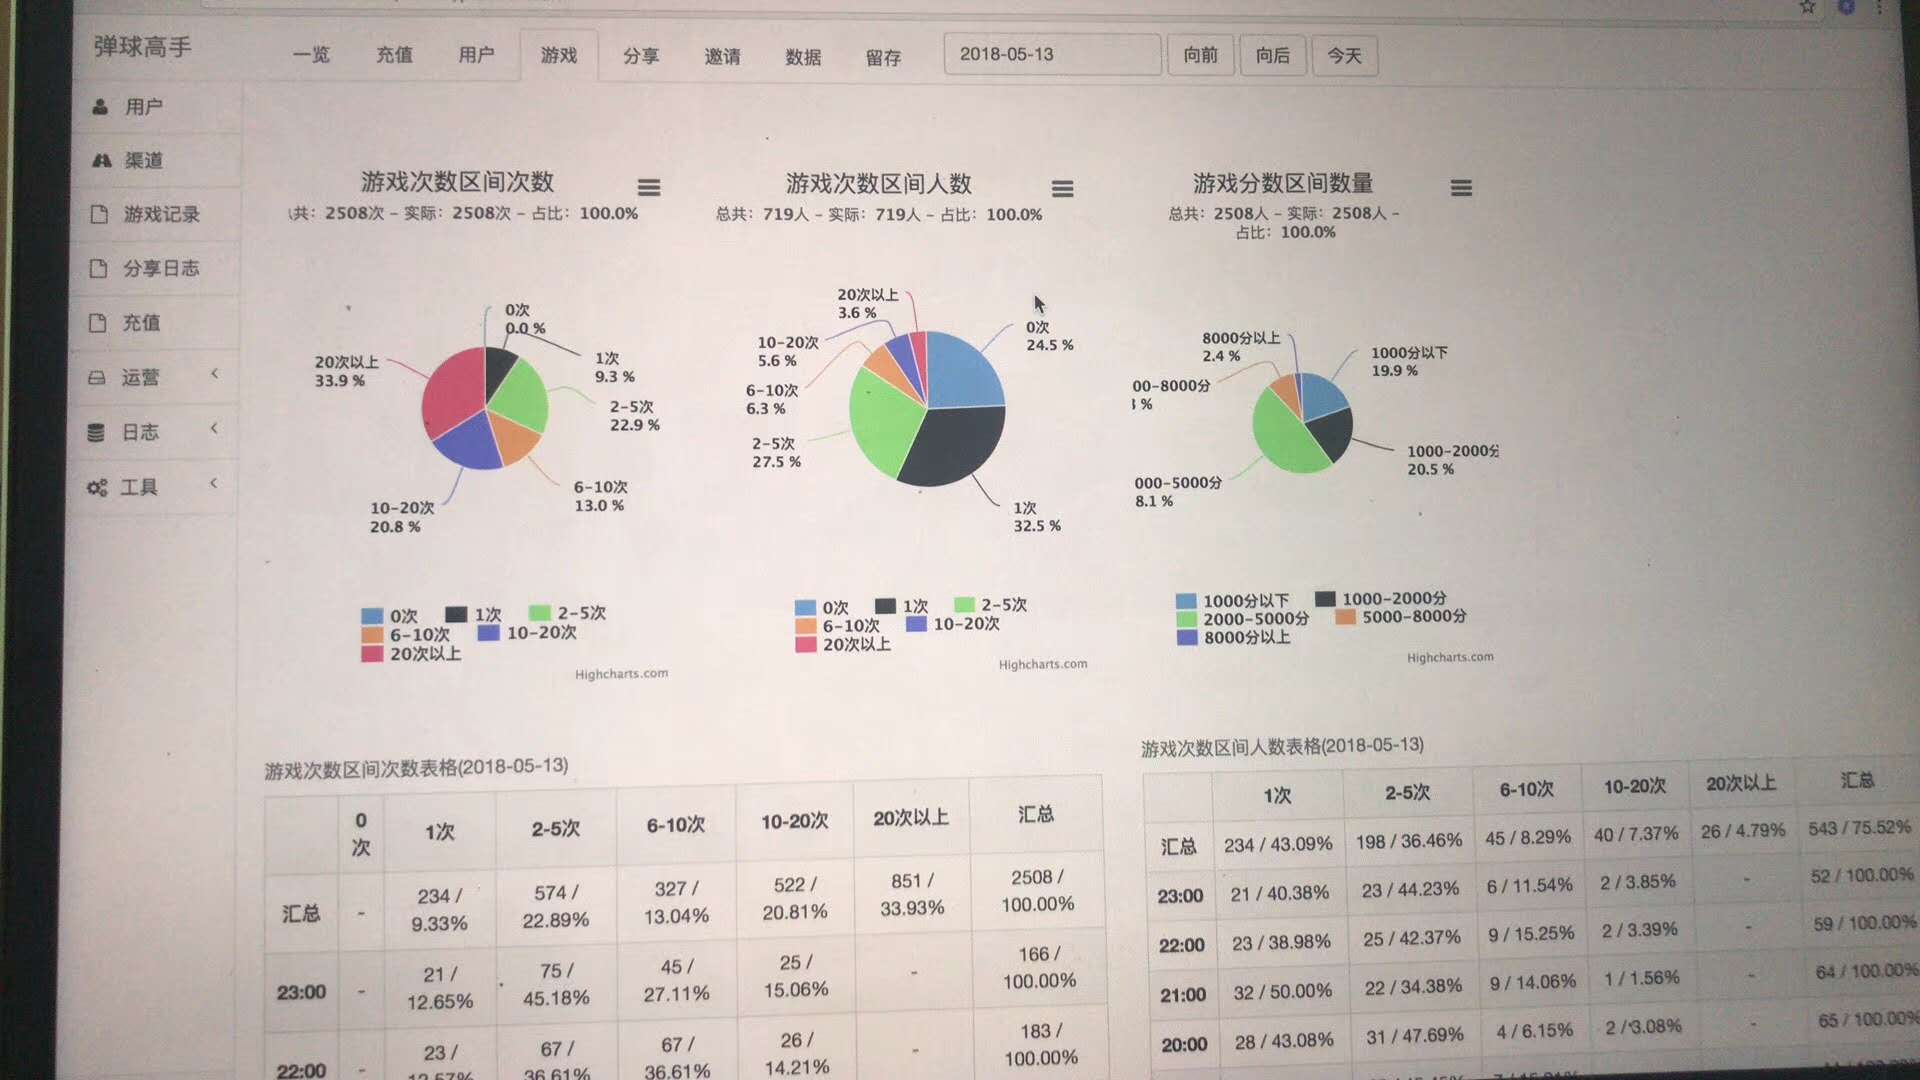 弹球高手
一览 充值 用户 游戏 分享 邀请 数据 留存 2018-05-13 向前 向后 今天
用户
渠道
游戏记录
分享日志
充值
运营
日志
工具
游戏次数区间次数
共：2508次 – 实际：2508次 – 占比：100.0%
0次
0.0 %
1次
9.3 %
2-5次
22.9 %
6-10次
13.0 %
10-20次
20.8 %
20次以上
33.9 %
0次 1次 2-5次
6-10次 10-20次
20次以上
Highcharts.com
游戏次数区间人数
总共：719人 – 实际：719人 – 占比：100.0%
20次以上
3.6 %
10-20次
5.6 %
6-10次
6.3 %
2-5次
27.5 %
0次
24.5 %
1次
32.5 %
0次 1次 2-5次
6-10次 10-20次
20次以上
Highcharts.com
游戏分数区间数量
总共：2508人 – 实际：2508人 –
占比：100.0%
8000分以上
2.4 %
1000分以下
19.9 %
00-8000分
%
1000-2000分
20.5 %
000-5000分
8.1 %
1000分以下 1000-2000分
2000-5000分 5000-8000分
8000分以上
Highcharts.com
游戏次数区间次数表格(2018-05-13)
0次 1次 2-5次 6-10次 10-20次 20次以上 汇总
汇总 - 234 / 9.33% 574 / 22.89% 327 / 13.04% 522 / 20.81% 851 / 33.93% 2508 / 100.00%
23:00 - 21 / 12.65% 75 / 45.18% 45 / 27.11% 25 / 15.06% - 166 / 100.00%
22:00 - 23 / 12.57% 67 / 36.61% 67 / 36.61% 26 / 14.21% - 183 / 100.00%
游戏次数区间人数表格(2018-05-13)
1次 2-5次 6-10次 10-20次 20次以上 汇总
汇总 234 / 43.09% 198 / 36.46% 45 / 8.29% 40 / 7.37% 26 / 4.79% 543 / 75.52%
23:00 21 / 40.38% 23 / 44.23% 6 / 11.54% 2 / 3.85% - 52 / 100.00%
22:00 23 / 38.98% 25 / 42.37% 9 / 15.25% 2 / 3.39% - 59 / 100.00%
21:00 32 / 50.00% 22 / 34.38% 9 / 14.06% 1 / 1.56% - 64 / 100.00%
20:00 28 / 43.08% 31 / 47.69% 4 / 6.15% 2 / 3.08% - 65 / 100.00%